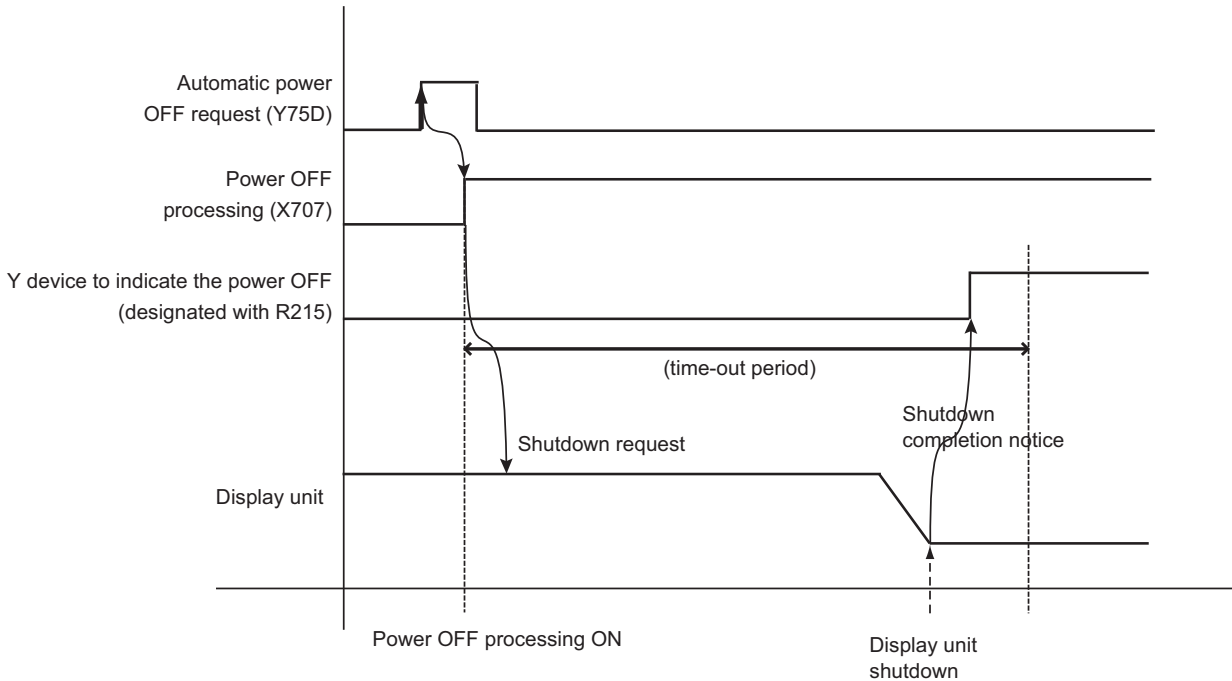 Automatic power
OFF request (Y75D)
Power OFF
processing (X707)
Y device to indicate the power OFF
(designated with R215)
(time-out period)
Shutdown
completion notice
Shutdown request
Display unit
Power OFF processing ON
Display unit
shutdown